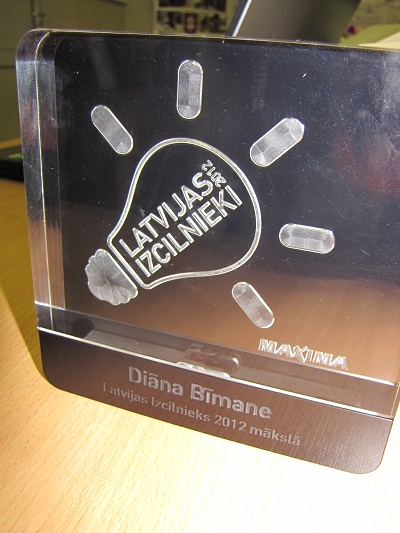 LATVIJAS
2012
IZCILNIEKI
MAXIMA
Diāna Bīmane
Latvijas Izcilnieks 2012 mākslā